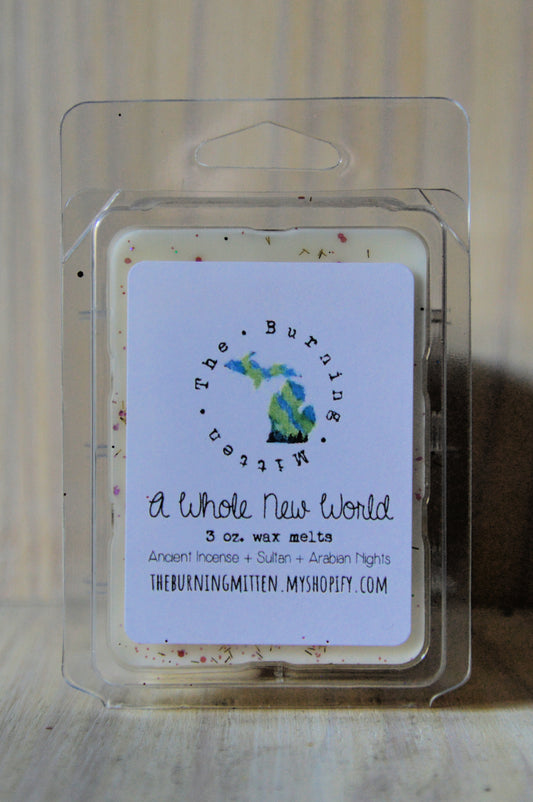 The • Burning • Mitten •
A Whole New World
3 oz. wax melts
Ancient Incense + Sultan + Arabian Nights
THEBURNINGMITTEN.MYSHOPIFY.COM